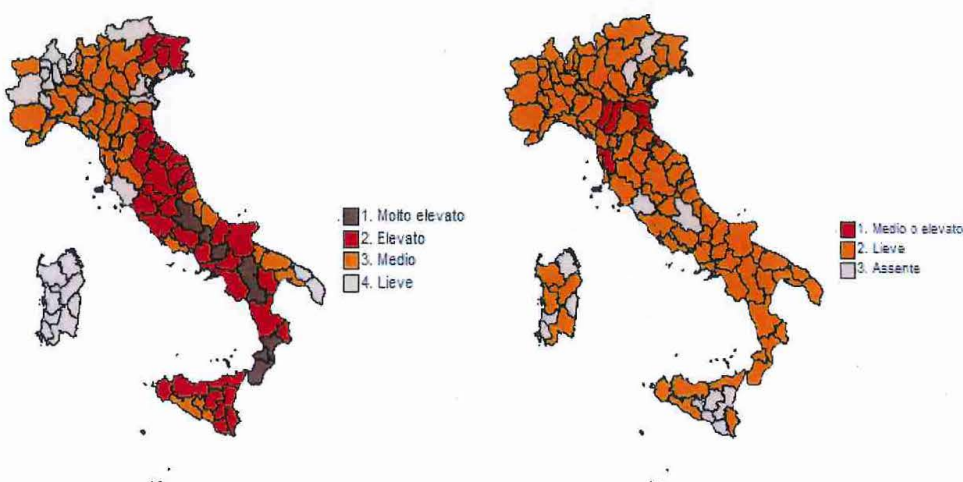 1. Molto elevato
2. Elevato
3. Medio
4. Lieve
1. Medio o elevato
2. Lieve
3. Assente